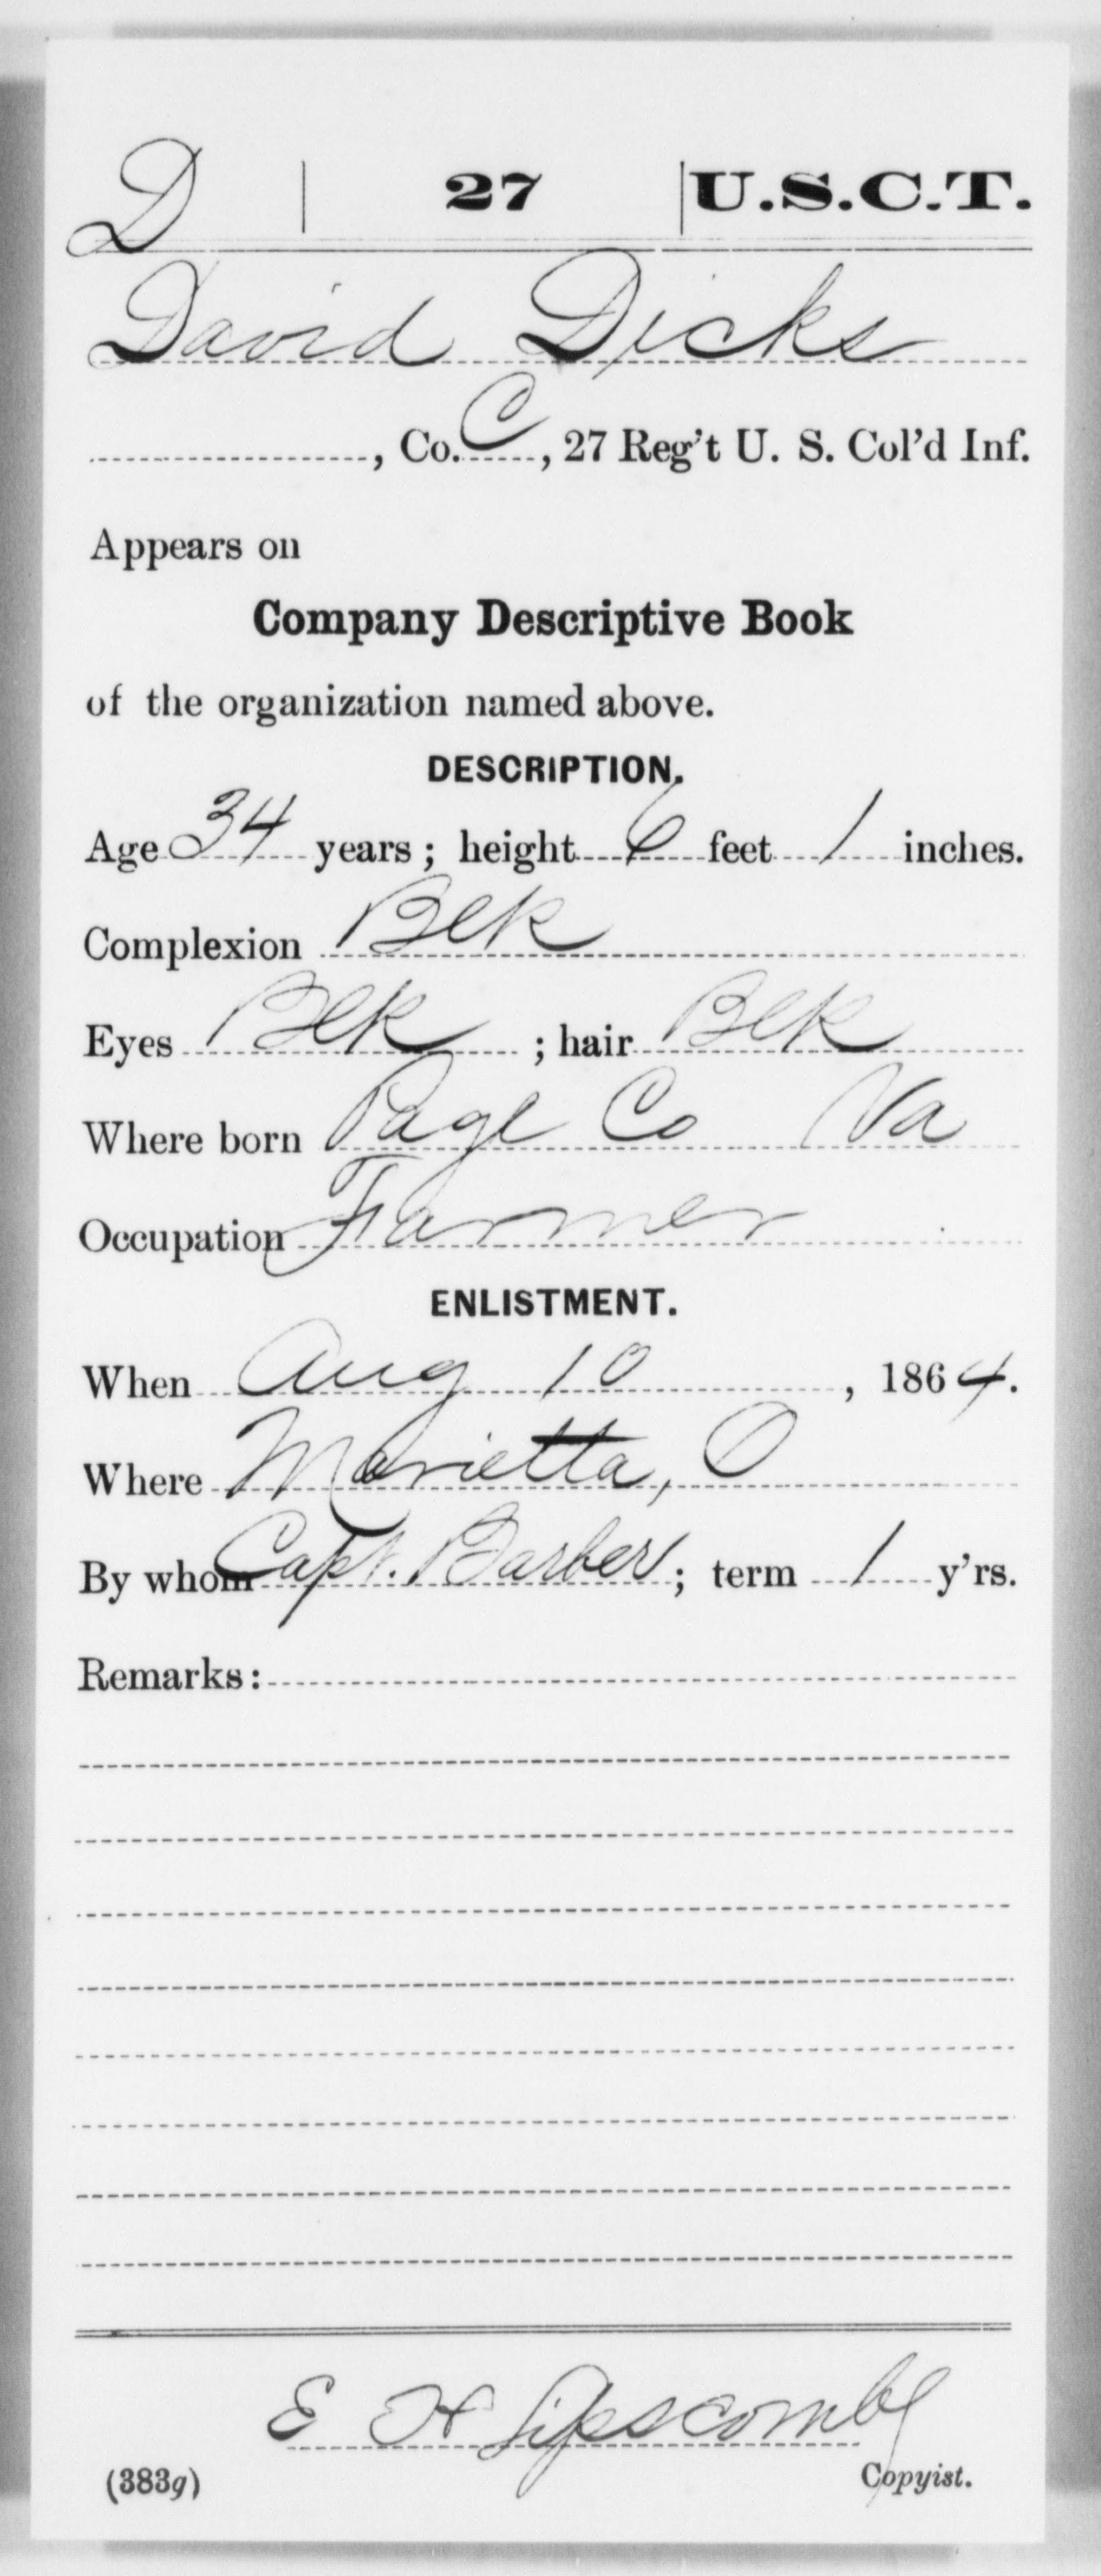 D | 27 | U.S.C.T.
David Dicks
, Co. C, 27 Reg't U. S. Col'd Inf.
Appears on
Company Descriptive Book
of the organization named above.
DESCRIPTION.
Age 34 years; height 6 feet 1 inches.
Complexion Blk
Eyes Blk; hair Blk
Where born Page Co Va
Occupation Farmer
ENLISTMENT.
When Aug 10, 1864.
Where Marietta, O
By whom Capt. Barber; term 1 y'rs.
Remarks:
E H Lipscomb
(383g) Copyist.